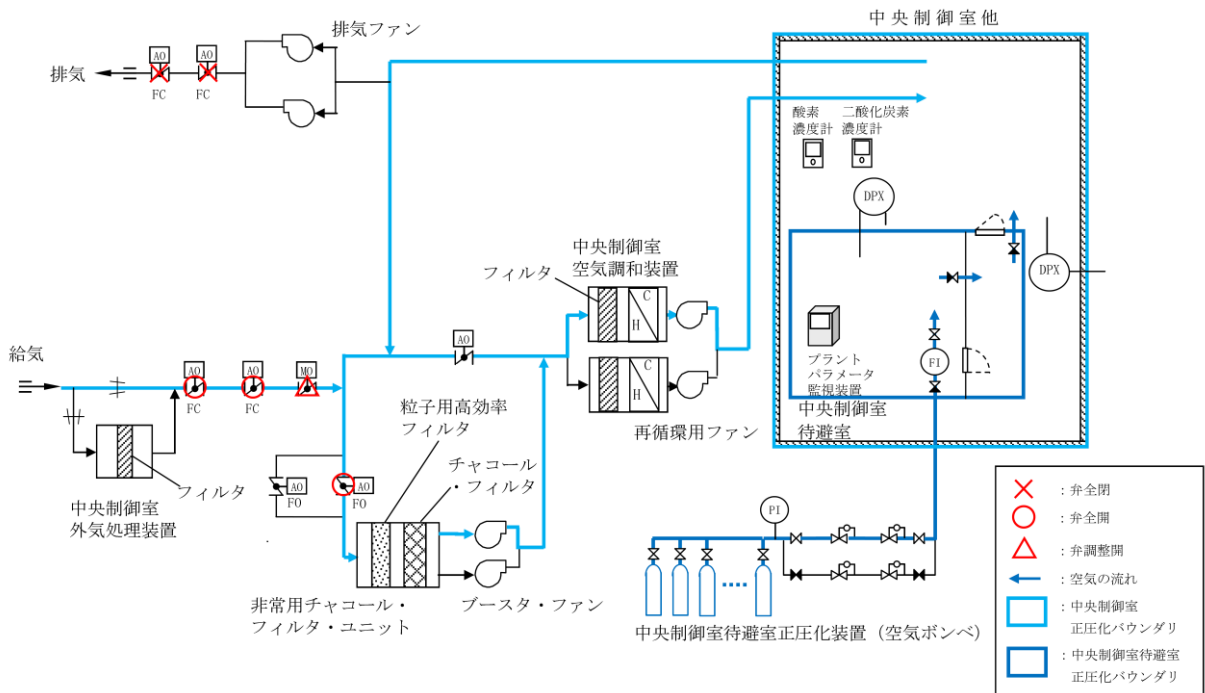 中央制御室他
排気ファン
AO
AO
排気
FC
FC
酸素
濃度計
二酸化炭素
濃度計
DPX
DPX
中央制御室
空気調和装置
フィルタ
C
H
C
H
再循環用ファン
AO
給気
AO
FC
AO
FC
MO
フィルタ
中央制御室
外気処理装置
粒子用高効率
フィルタ
チャコール
・フィルタ
AO
FO
AO
FO
非常用チャコール・
フィルタ・ユニット
ブースタ・ファン
プラント
パラメータ
監視装置
中央制御室
待避室
FI
PI
中央制御室待避室正圧化装置（空気ボンベ）
：弁全閉
：弁全開
：弁調整開
：空気の流れ
：中央制御室
正圧化バウンダリ
：中央制御室待避室
正圧化バウンダリ